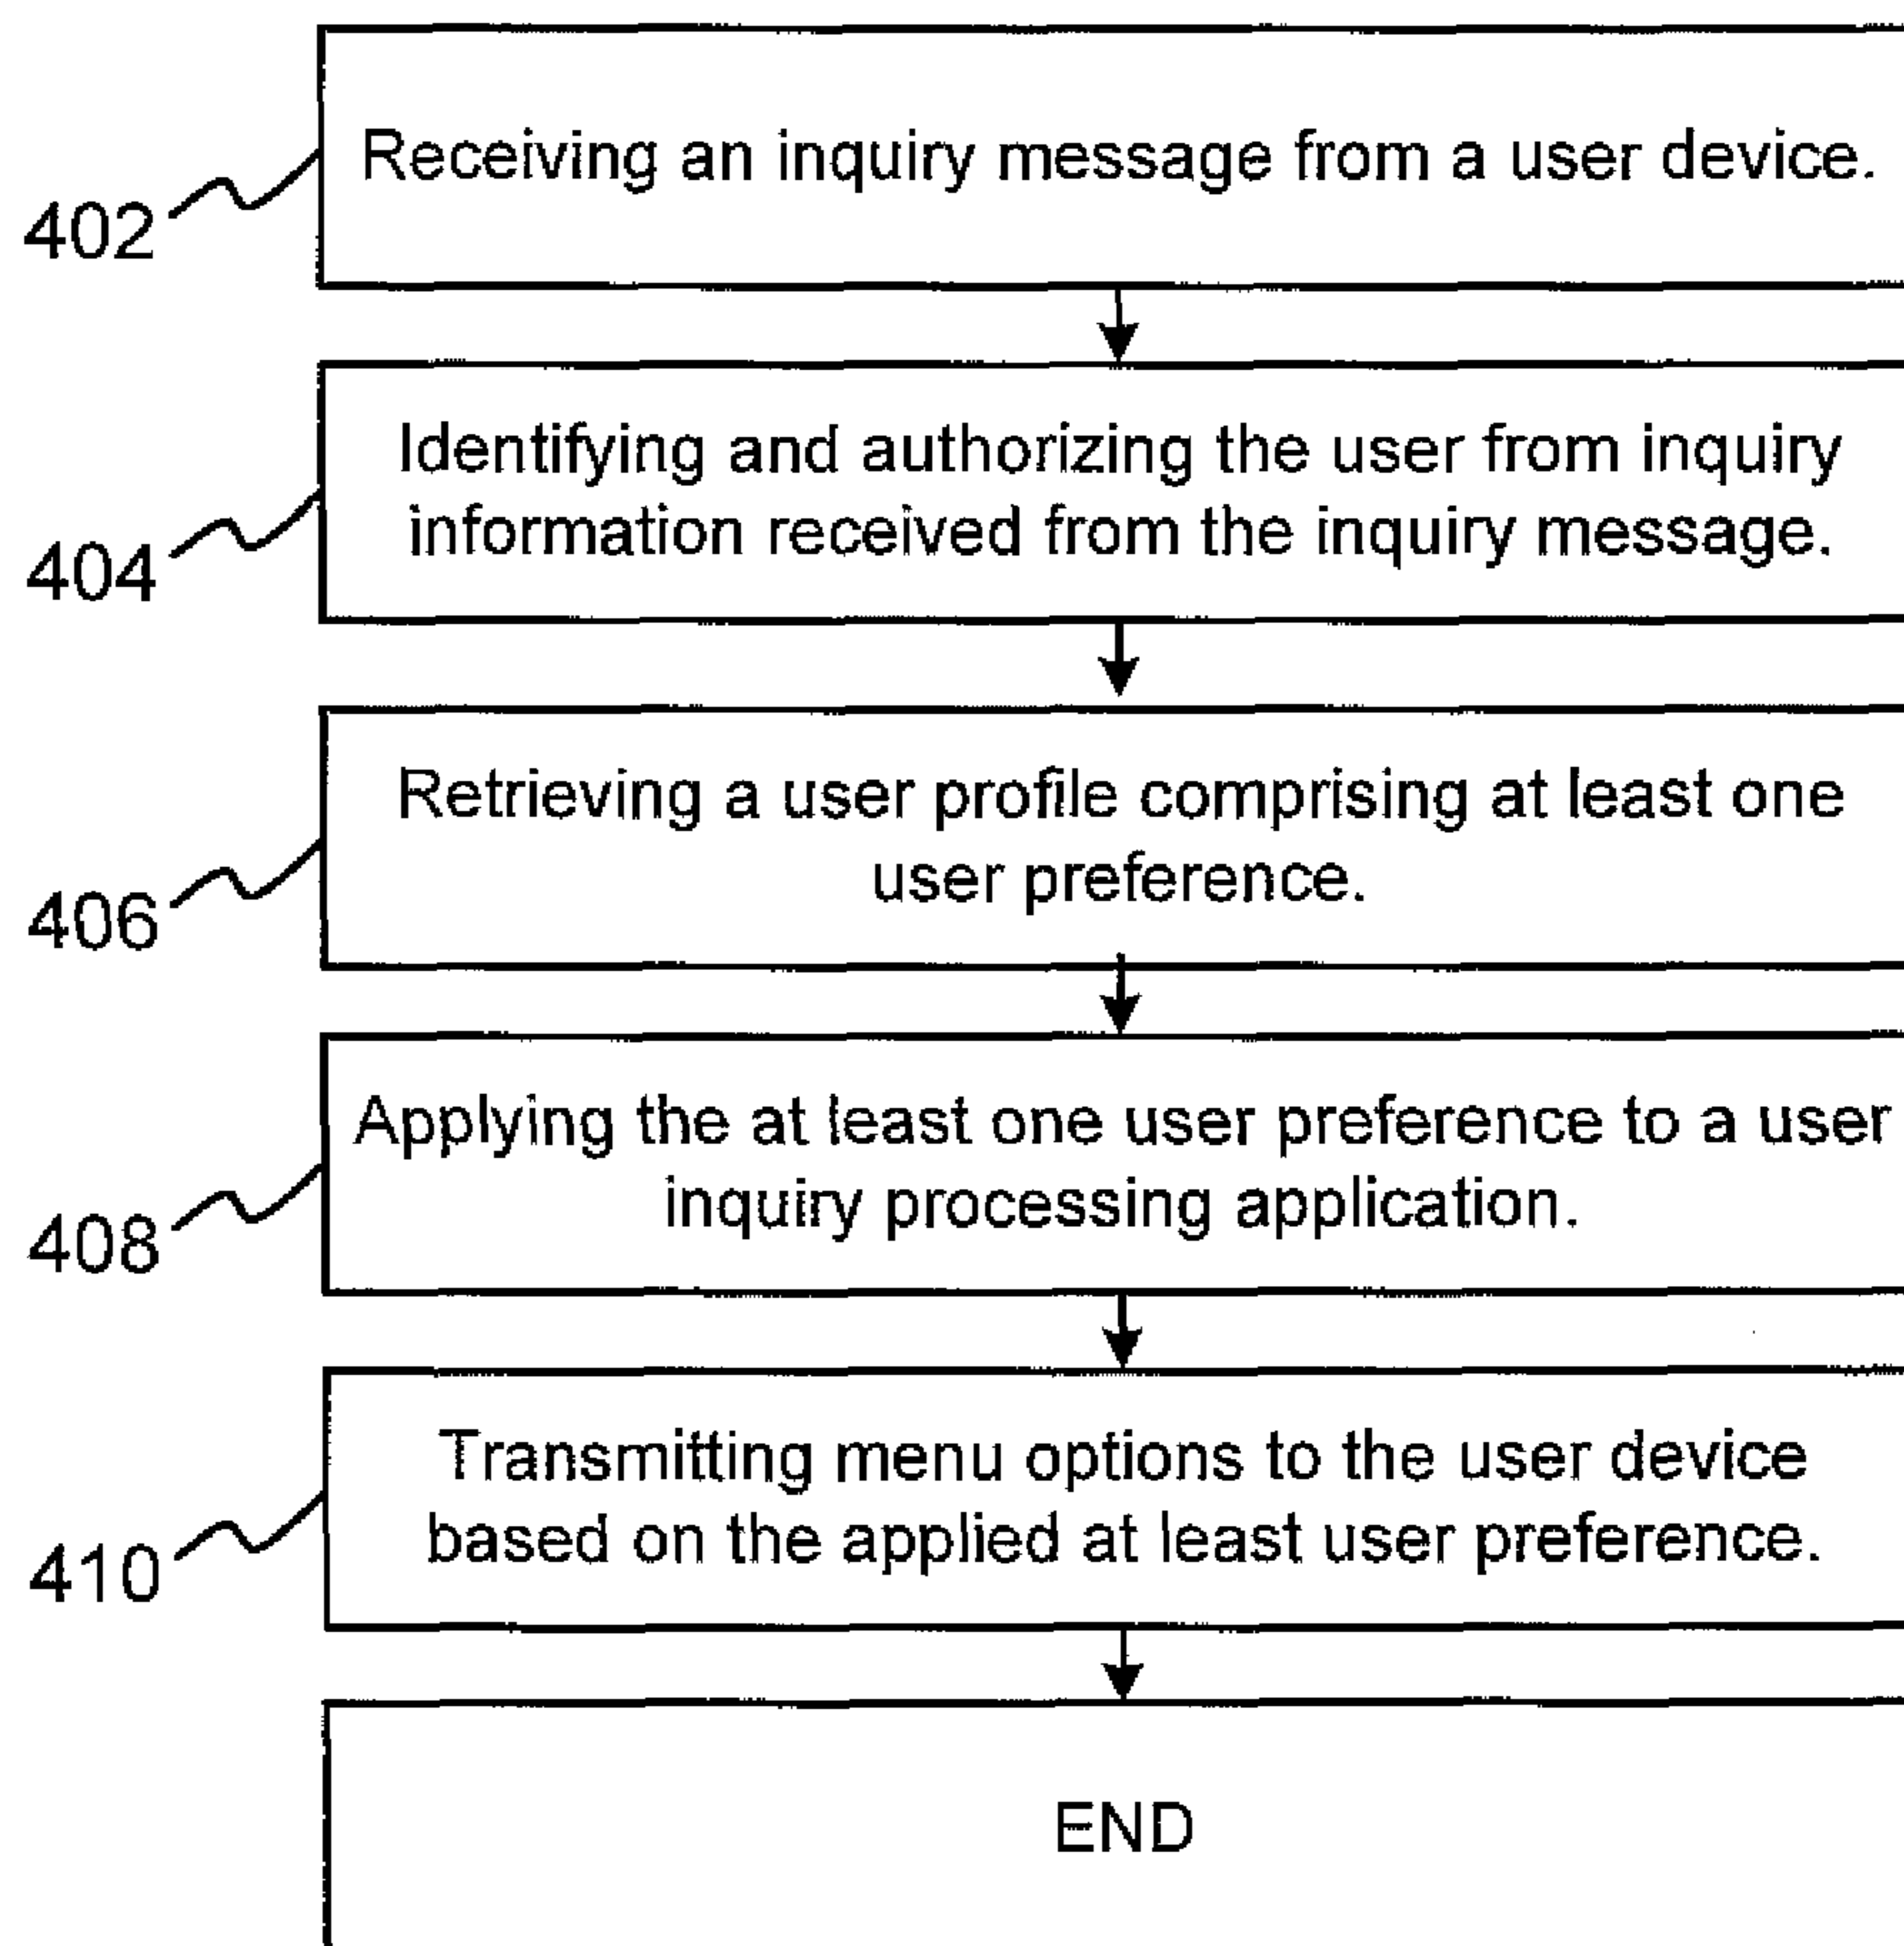 Receiving an inquiry message from a user device.
402
Identifying and authorizing the user from inquiry
information received from the inquiry message.
404
Retrieving a user profile comprising at least one
user preference.
406
Applying the at least one user preference to a user
inquiry processing application.
408
Transmitting menu options to the user device
based on the applied at least user preference.
410
END